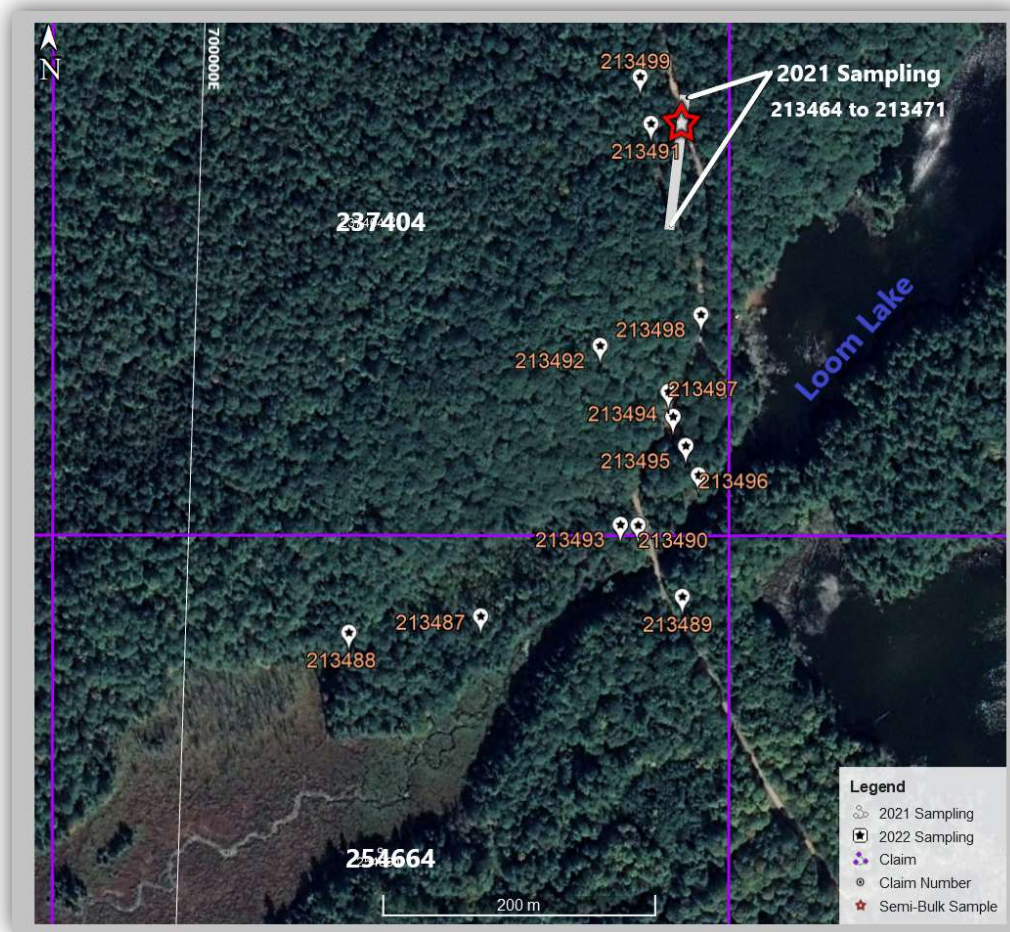 N
700000E
213499
2021 Sampling
213464 to 213471
213491
237404
213498
213492
Loom Lake
213497
213494
213495
213496
213493
213490
213487
213489
213488
254664
200 m
Legend
2021 Sampling
2022 Sampling
Claim
Claim Number
Semi-Bulk Sample